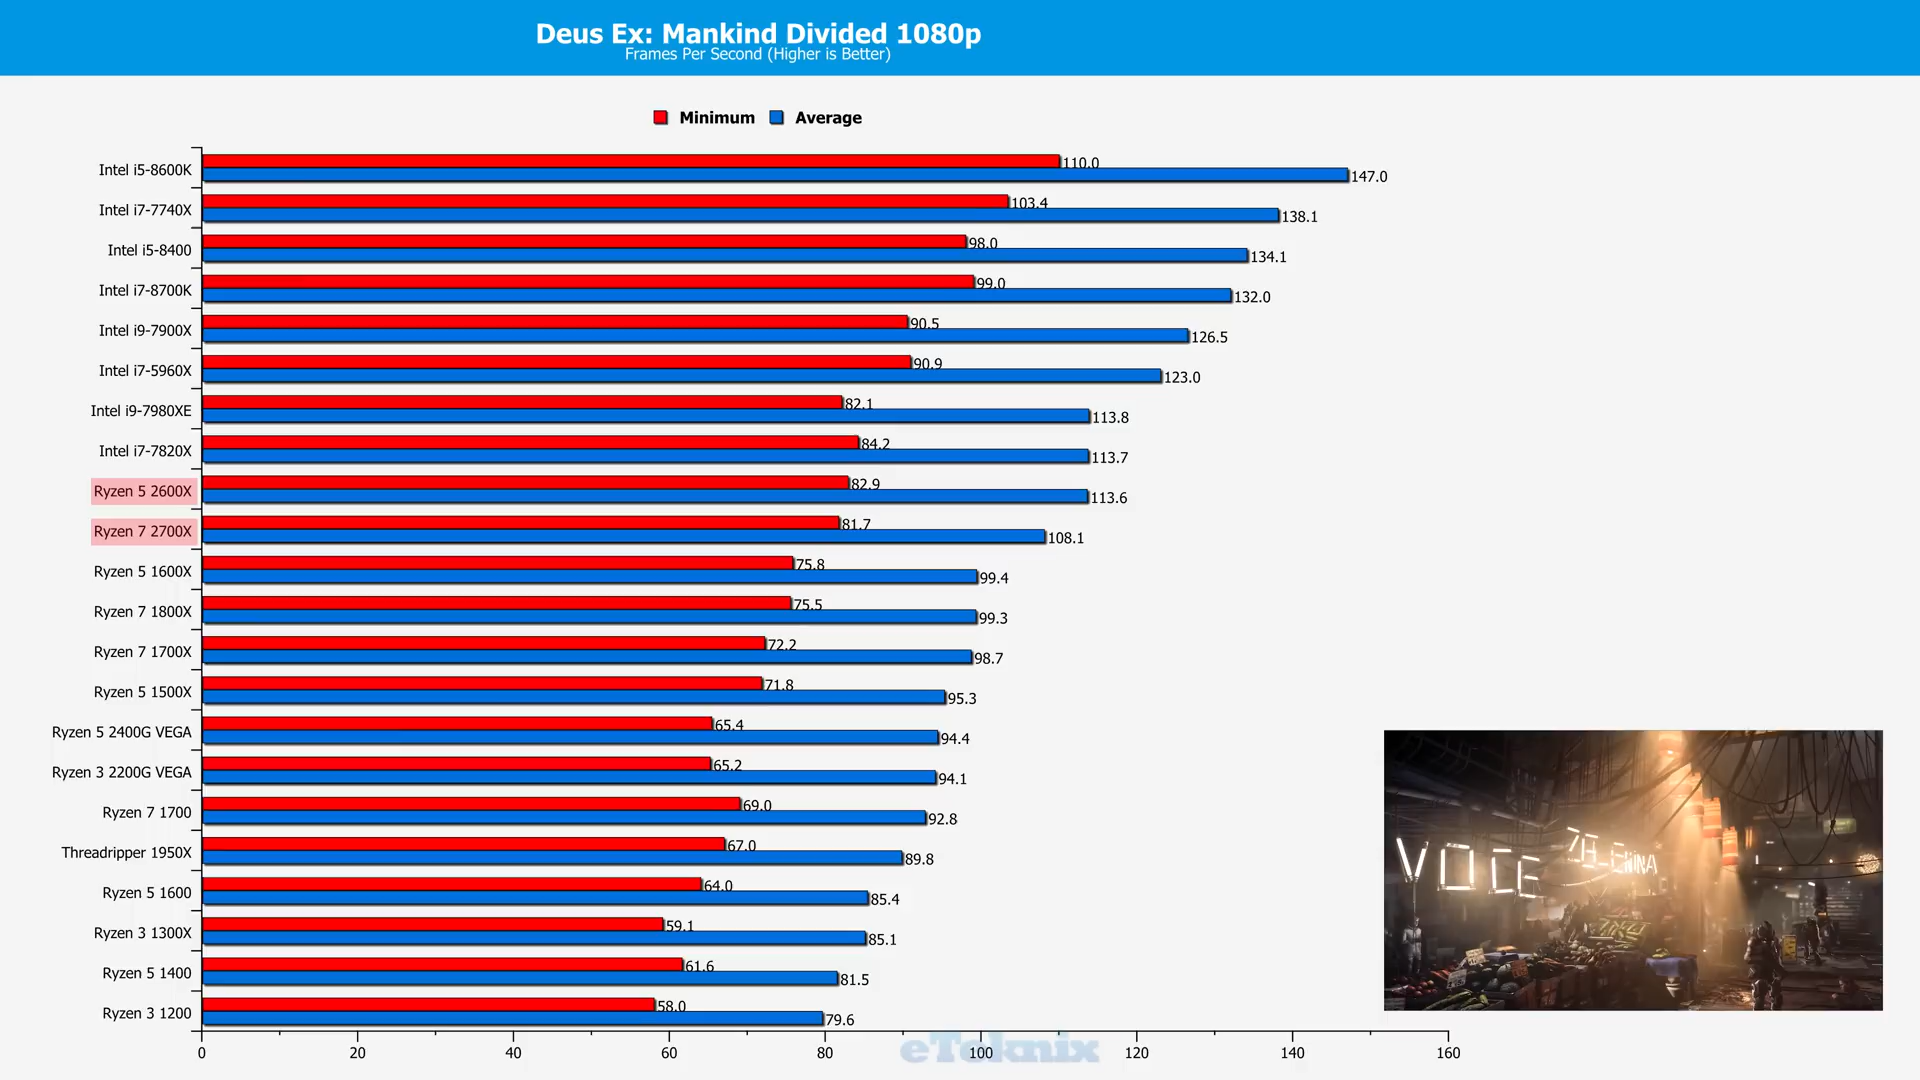 Deus Ex: Mankind Divided 1080p
Frames Per Second (Higher is Better)
Minimum Average
Intel i5-8600K 110.0 147.0
Intel i7-7740X 103.4 138.1
Intel i5-8400 98.0 134.1
Intel i7-8700K 99.0 132.0
Intel i9-7900X 90.5 126.5
Intel i7-5960X 90.9 123.0
Intel i9-7980XE 82.1 113.8
Intel i7-7820X 84.2 113.7
Ryzen 5 2600X 82.9 113.6
Ryzen 7 2700X 81.7 108.1
Ryzen 5 1600X 75.8 99.4
Ryzen 7 1800X 75.5 99.3
Ryzen 7 1700X 72.2 98.7
Ryzen 5 1500X 71.8 95.3
Ryzen 5 2400G VEGA 65.4 94.4
Ryzen 3 2200G VEGA 65.2 94.1
Ryzen 7 1700 69.0 92.8
Threadripper 1950X 67.0 89.8
Ryzen 5 1600 64.0 85.4
Ryzen 3 1300X 59.1 85.1
Ryzen 5 1400 61.6 81.5
Ryzen 3 1200 58.0 79.6
0 20 40 60 80 100 120 140 160
eTeknix
VOCE